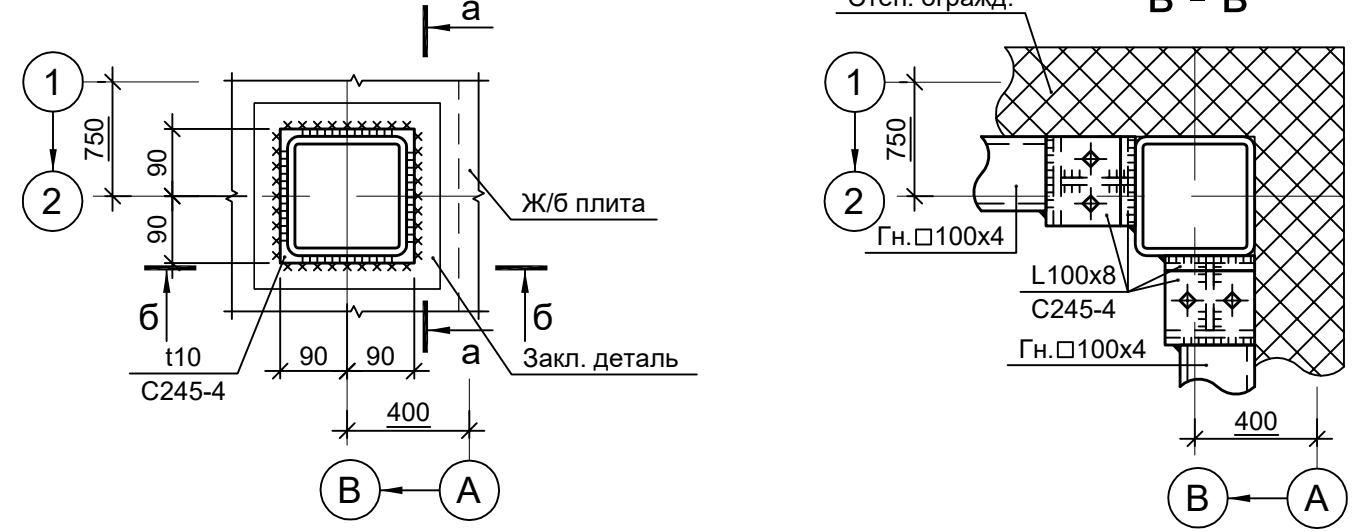 а
1
2
750
90
90
Ж/б плита
б
б
а
t10
С245-4
90
90
Закл. деталь
400
В
А
1
2
750
Гн.□100х4
L100х8
С245-4
Гн.□100х4
400
В
А